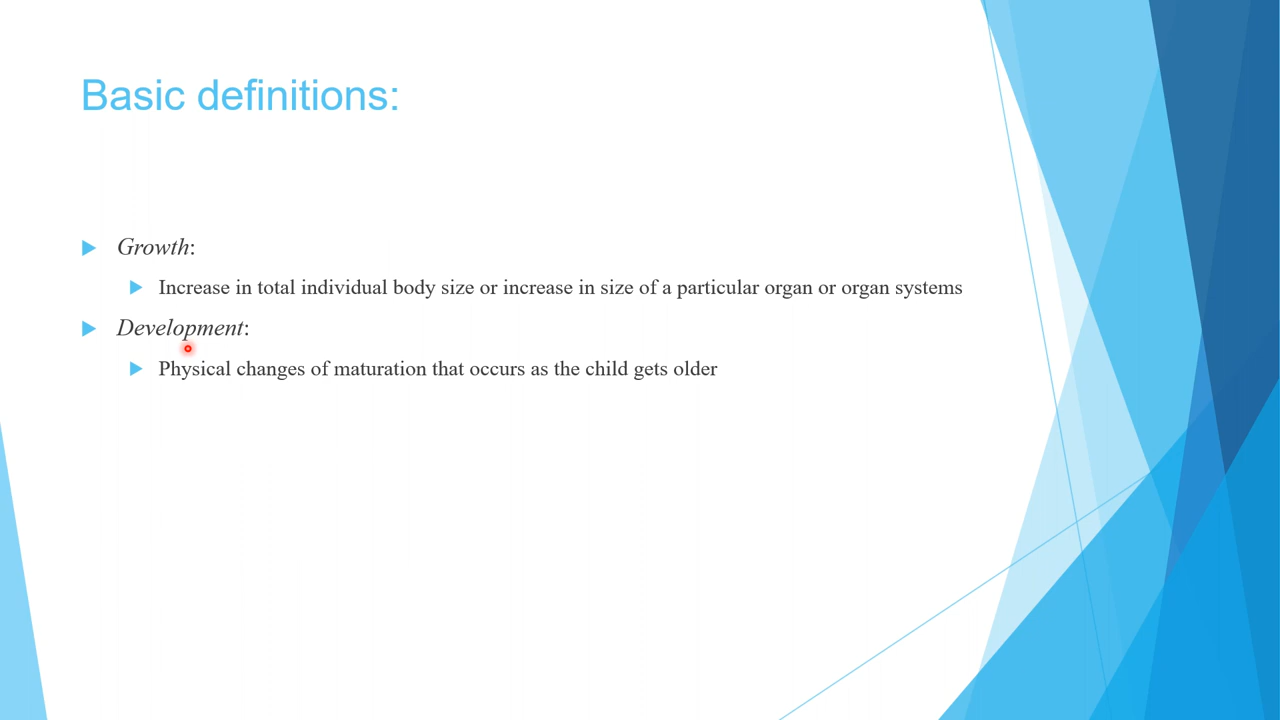 Basic definitions:
Growth:
Increase in total individual body size or increase in size of a particular organ or organ systems
Development:
Physical changes of maturation that occurs as the child gets older